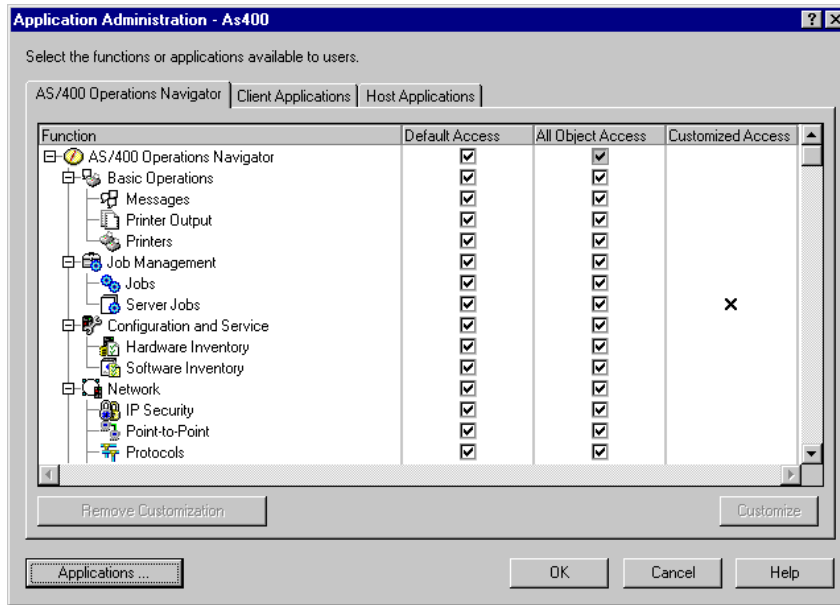 Application Administration - As400
Select the functions or applications available to users.
AS/400 Operations Navigator Client Applications Host Applications
Function Default Access All Object Access Customized Access
AS/400 Operations Navigator
Basic Operations
Messages
Printer Output
Printers
Job Management
Jobs
Server Jobs
Configuration and Service
Hardware Inventory
Software Inventory
Network
IP Security
Point-to-Point
Protocols
Remove Customization Customize
Applications ... OK Cancel Help